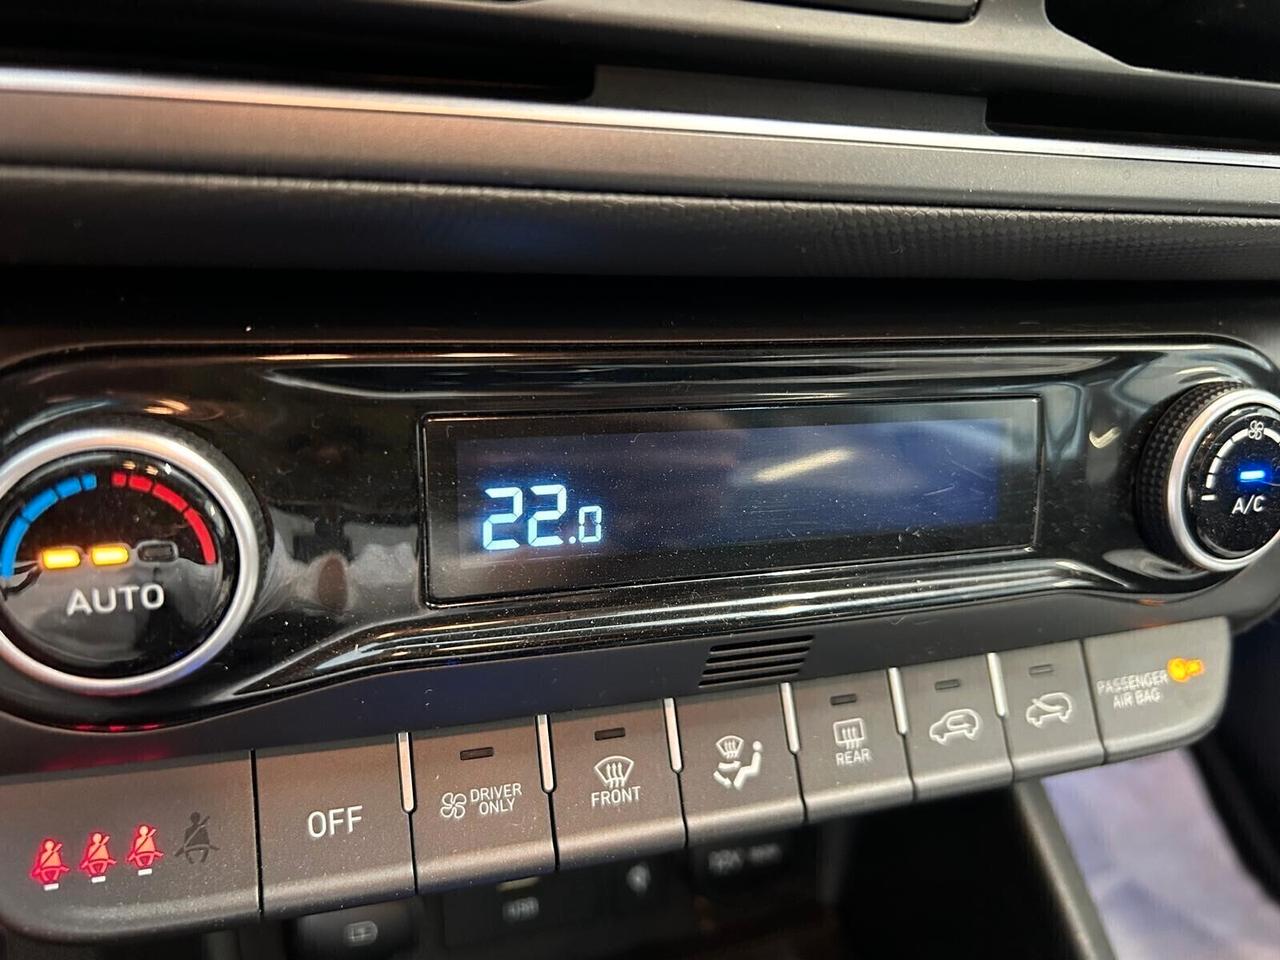 22.0
AUTO
A/C
OFF
DRIVER
ONLY
FRONT
REAR
PASSENGER
AIR BAG